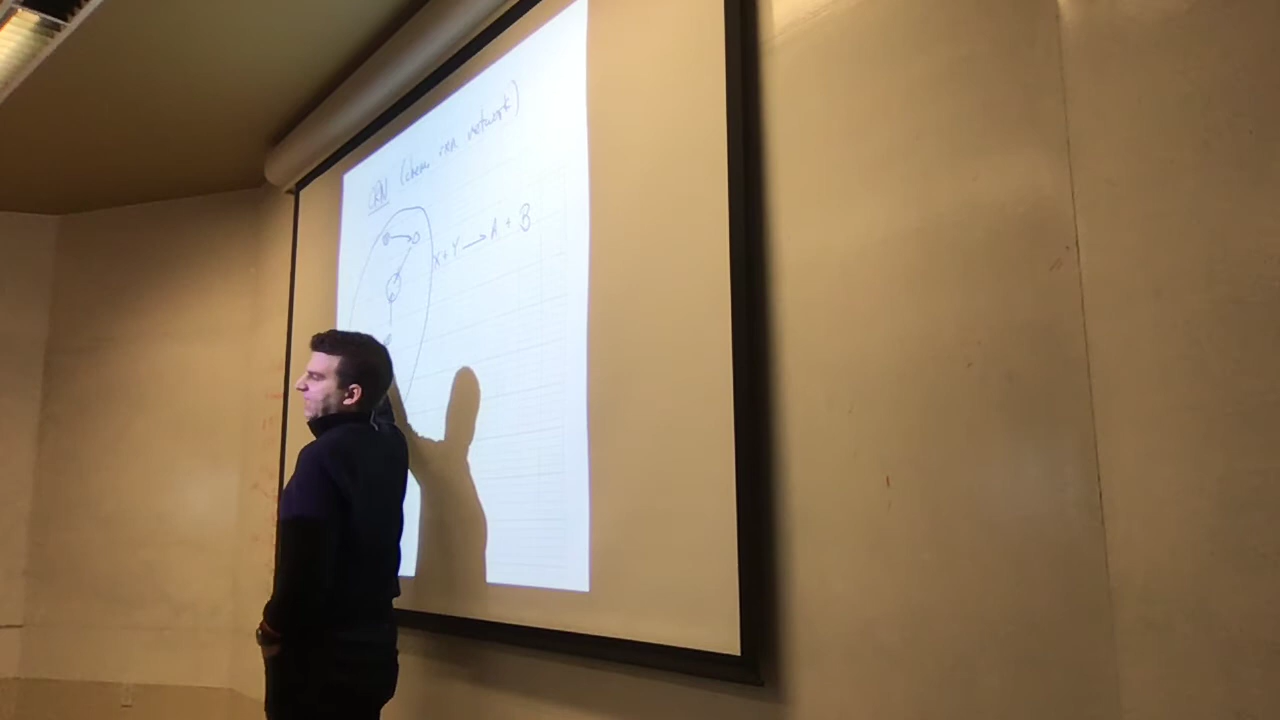 CRN (chem rxn network)
X + Y → A + B